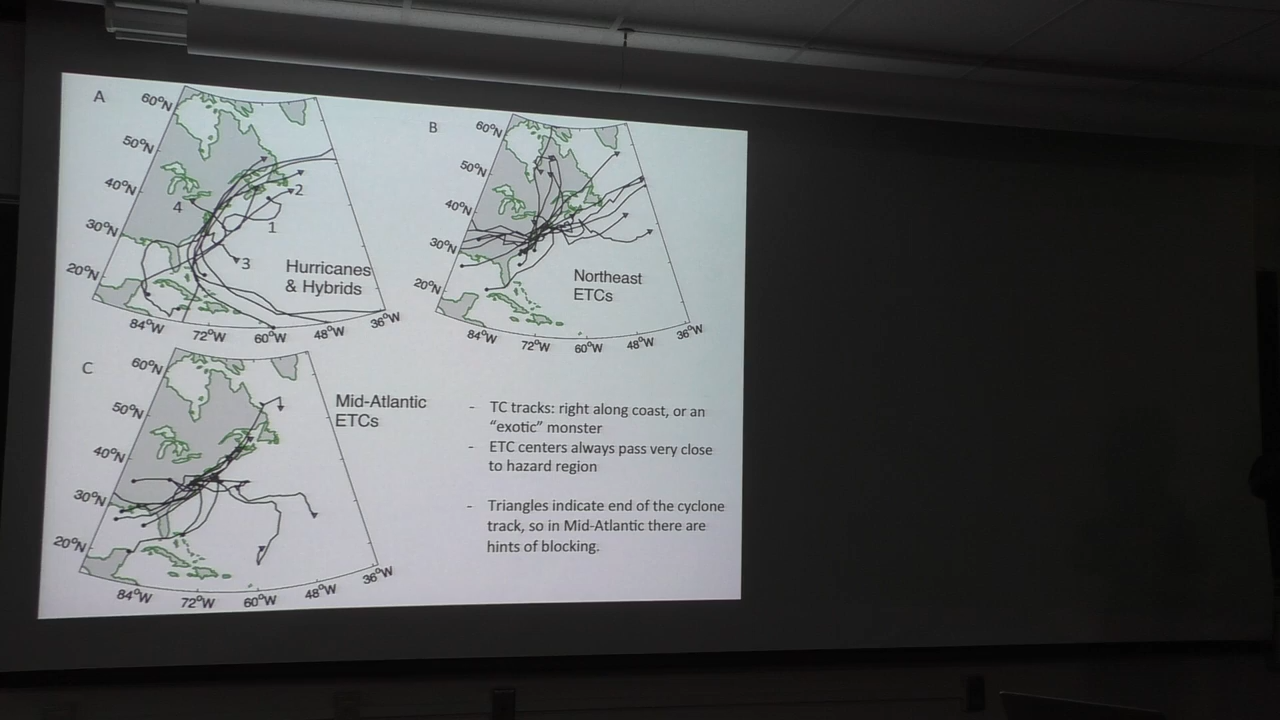 A
60°N
50°N
40°N
30°N
20°N
84°W
72°W
60°W
48°W
36°W
1
2
3
4
Hurricanes
& Hybrids
B
60°N
50°N
40°N
30°N
20°N
84°W
72°W
60°W
48°W
36°W
Northeast
ETCs
C
60°N
50°N
40°N
30°N
20°N
84°W
72°W
60°W
48°W
36°W
Mid-Atlantic
ETCs
- TC tracks: right along coast, or an
“exotic” monster
- ETC centers always pass very close
to hazard region
- Triangles indicate end of the cyclone
track, so in Mid-Atlantic there are
hints of blocking.